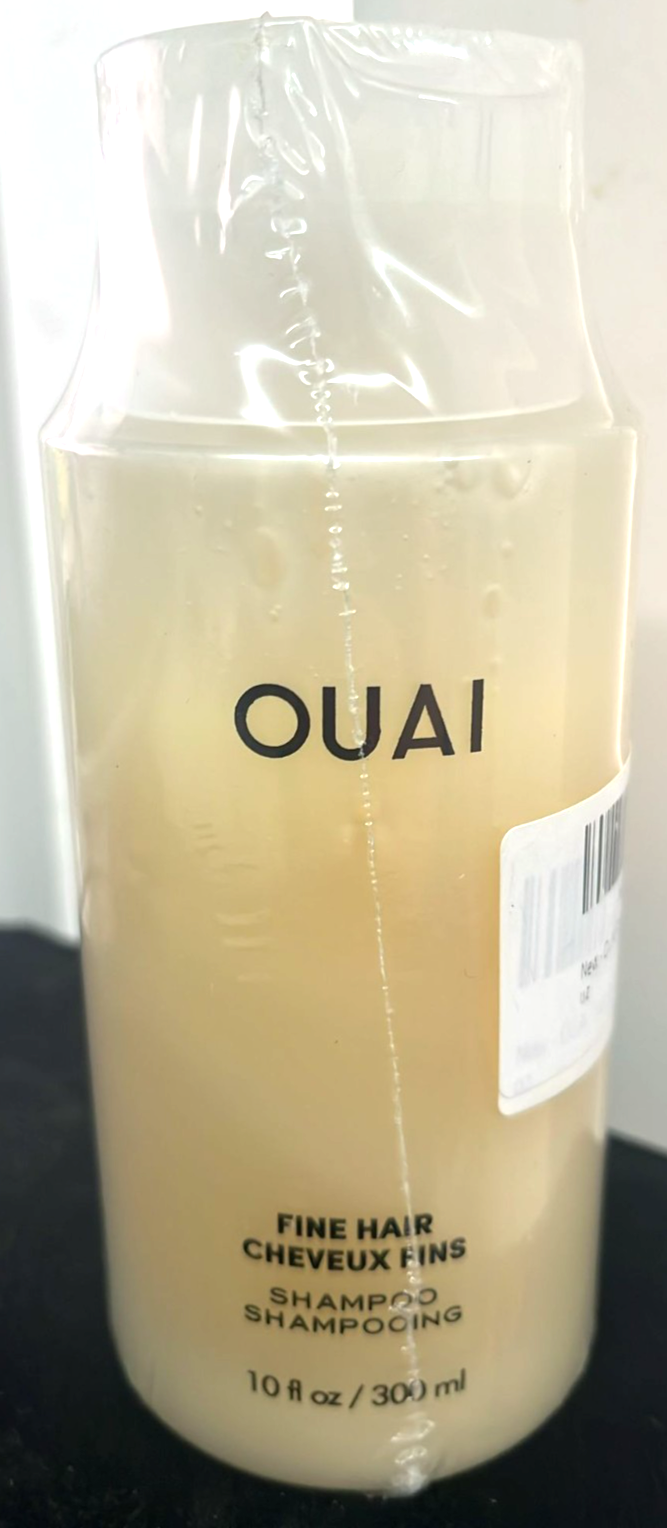 OUAI
FINE HAIR
CHEVEUX FINS
SHAMPOO
SHAMPOOING
10 fl oz / 300 ml